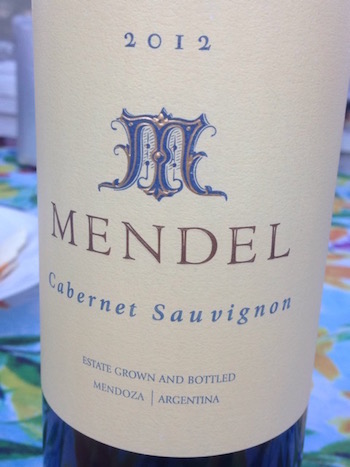 2012
M
MENDEL
Cabernet Sauvignon
ESTATE GROWN AND BOTTLED
MENDOZA | ARGENTINA